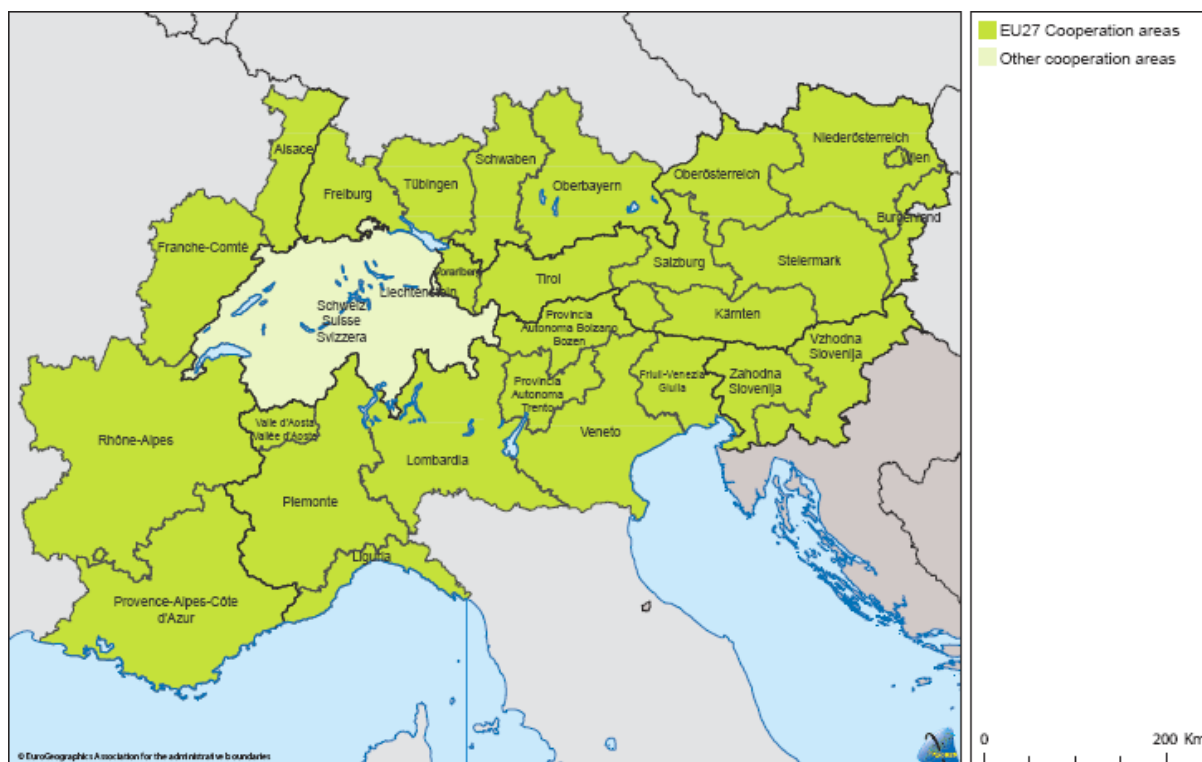 EU27 Cooperation areas
Other cooperation areas
Niederösterreich
Wien
Alsace
Schwaben
Oberösterreich
Freiburg
Tübingen
Oberbayern
Burgenland
Franche-Comté
Vorarlberg
Tirol
Salzburg
Steiermark
Liechtenstein
Schweiz
Suisse
Svizzera
Provincia
Autonoma Bolzano
Bozen
Kärnten
Vzhodna
Slovenija
Provincia
Autonoma
Trento
Friuli-Venezia
Giulia
Zahodna
Slovenija
Rhône-Alpes
Valle d'Aosta
Vallée d'Aosta
Veneto
Lombardia
Piemonte
Liguria
Provence-Alpes-Côte
d'Azur
0 200 Km
© EuroGeographics Association for the administrative boundaries